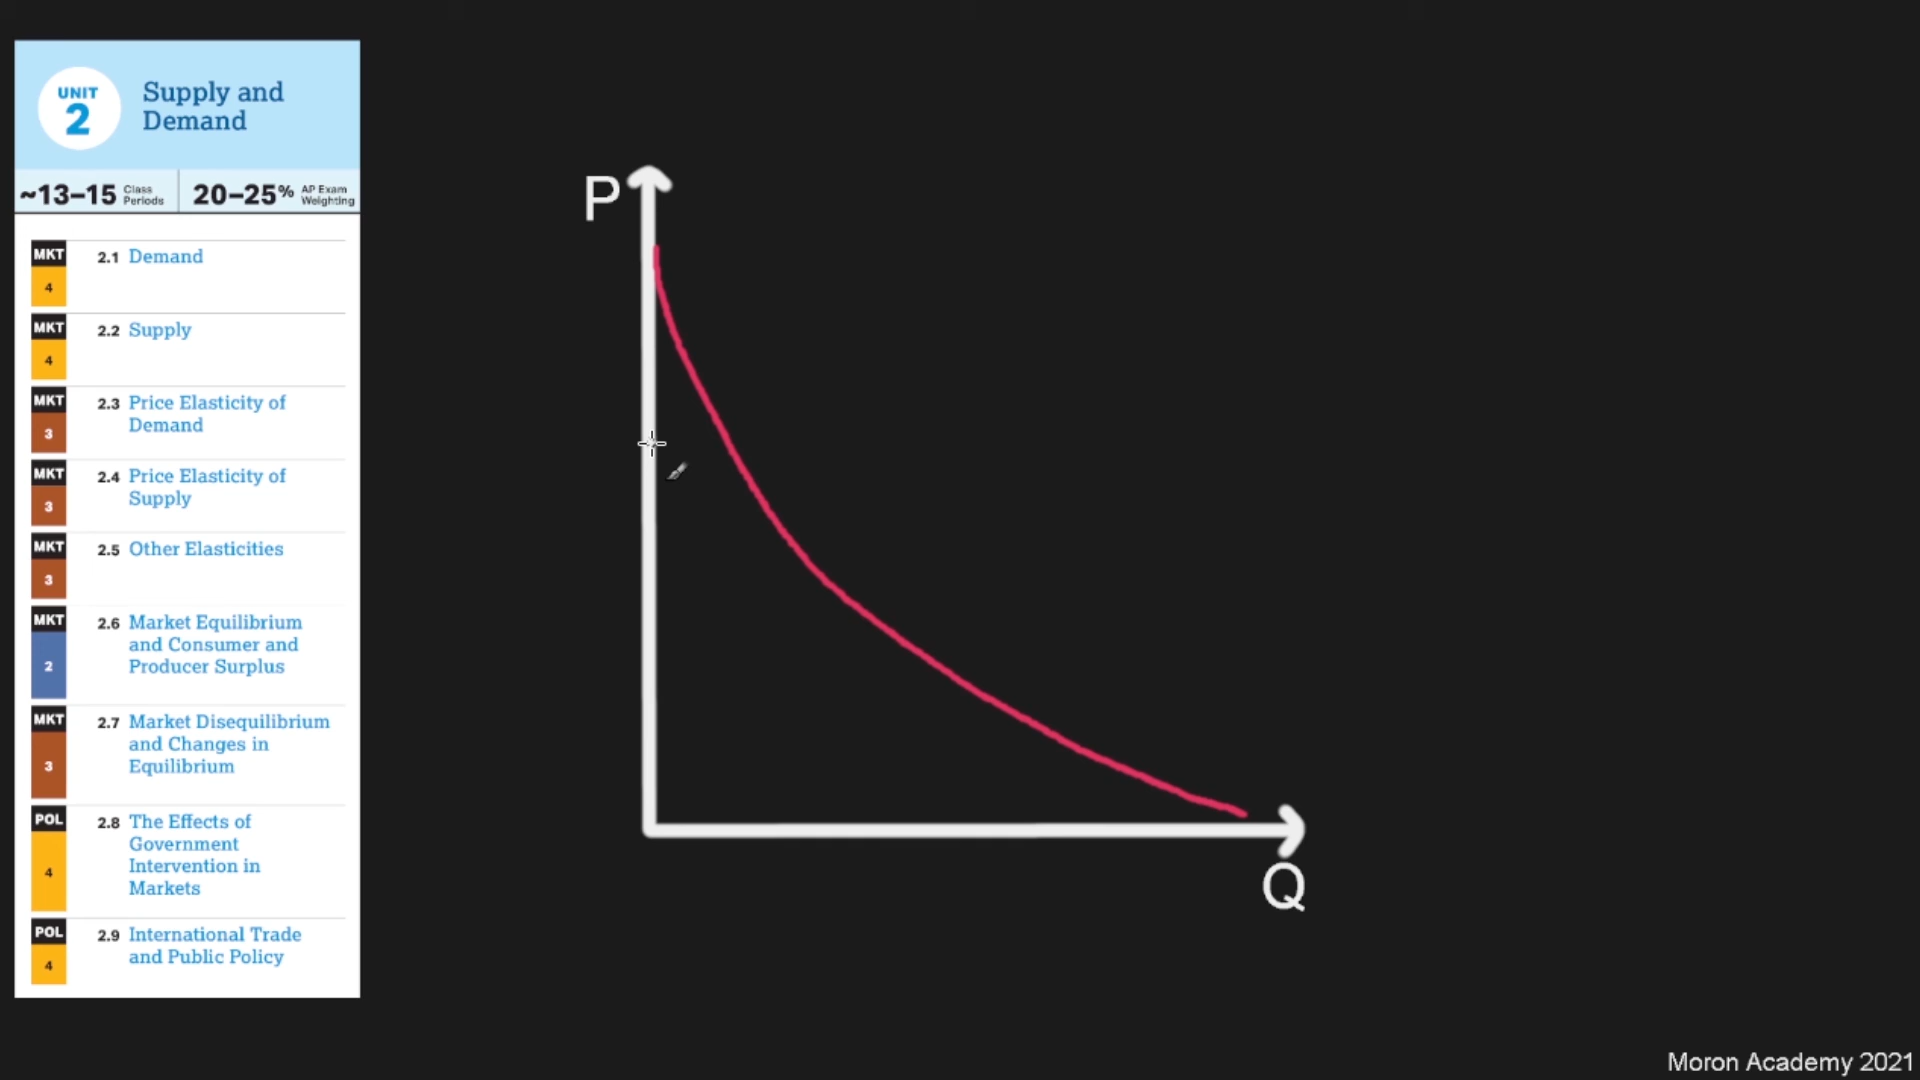 UNIT
2
Supply and
Demand
~13–15 Class
Periods
20–25% AP Exam
Weighting
MKT
4
2.1 Demand
MKT
4
2.2 Supply
MKT
3
2.3 Price Elasticity of
Demand
MKT
3
2.4 Price Elasticity of
Supply
MKT
3
2.5 Other Elasticities
MKT
2
2.6 Market Equilibrium
and Consumer and
Producer Surplus
MKT
3
2.7 Market Disequilibrium
and Changes in
Equilibrium
POL
4
2.8 The Effects of
Government
Intervention in
Markets
POL
4
2.9 International Trade
and Public Policy
P
Q
Moron Academy 2021